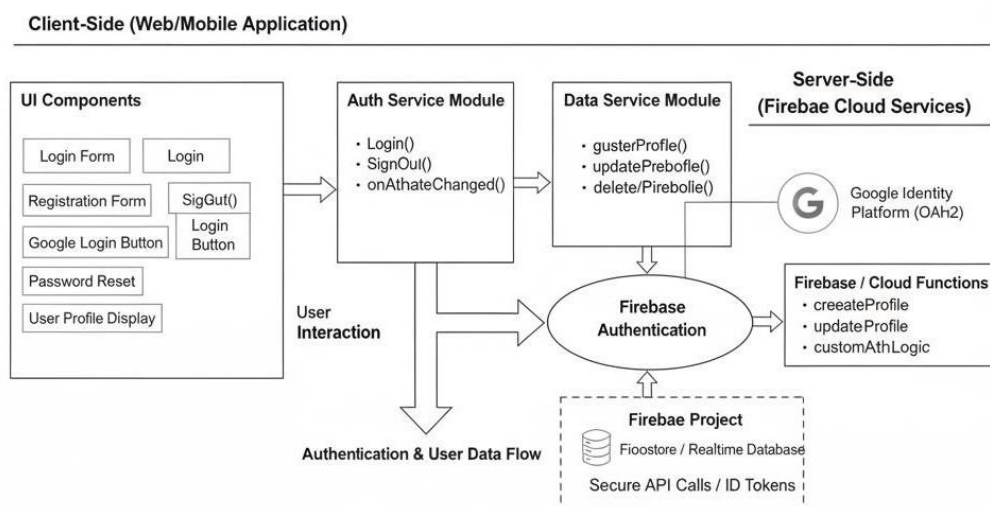 Client-Side (Web/Mobile Application)
UI Components
Login Form
Login
Registration Form
SigGut()
Google Login Button
Login
Button
Password Reset
User Profile Display
User
Interaction
Auth Service Module
• Login()
• SignOul()
• onAthateChanged()
Data Service Module
• gusterProfle()
• updatePrebofle()
• delete/Pirebolie()
Server-Side
(Firebae Cloud Services)
G
Google Identity
Platform (OAH2)
Firebase
Authentication
Firebase / Cloud Functions
• creeateProfile
• updateProfile
• customAthLogic
Authentication & User Data Flow
Firebae Project
Fioostore / Realtime Database
Secure API Calls / ID Tokens